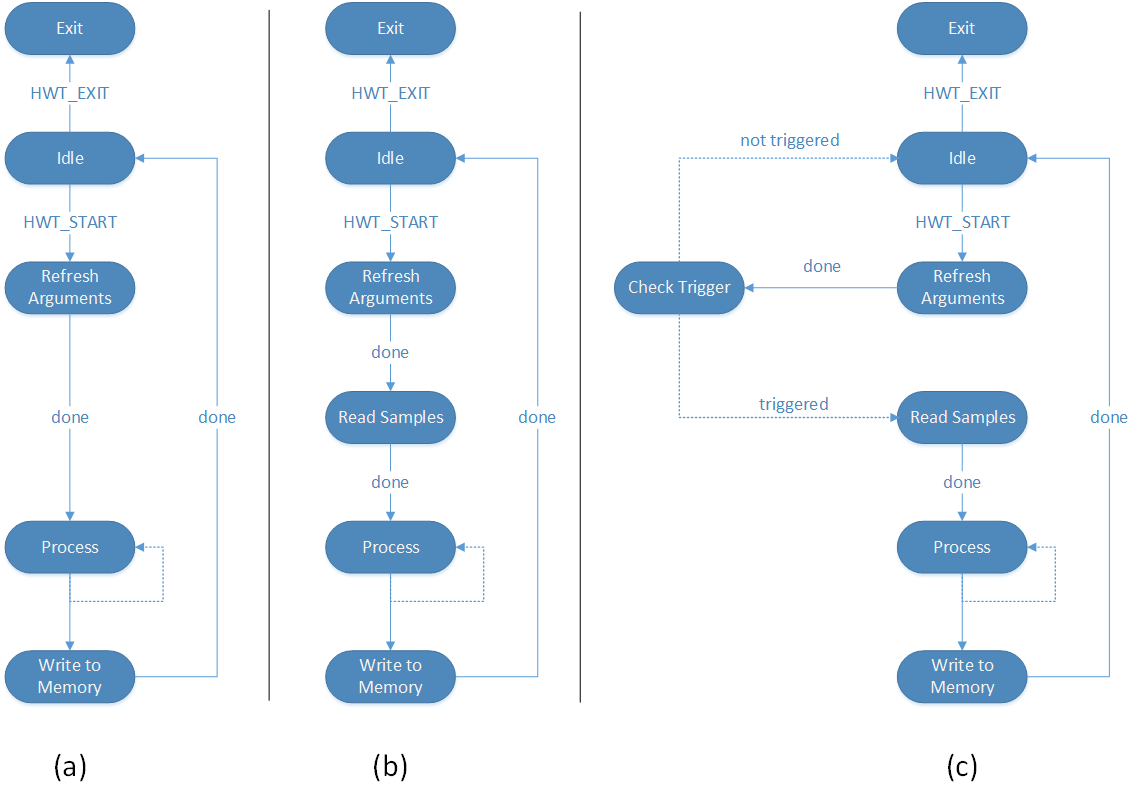 Exit
HWT_EXIT
Idle
HWT_START
Refresh
Arguments
done
done
Process
Write to
Memory
(a)
Exit
HWT_EXIT
Idle
HWT_START
Refresh
Arguments
done
Read Samples
done
done
Process
Write to
Memory
(b)
Exit
HWT_EXIT
not triggered
Idle
HWT_START
done
Check Trigger
Refresh
Arguments
triggered
Read Samples
done
done
Process
Write to
Memory
(c)